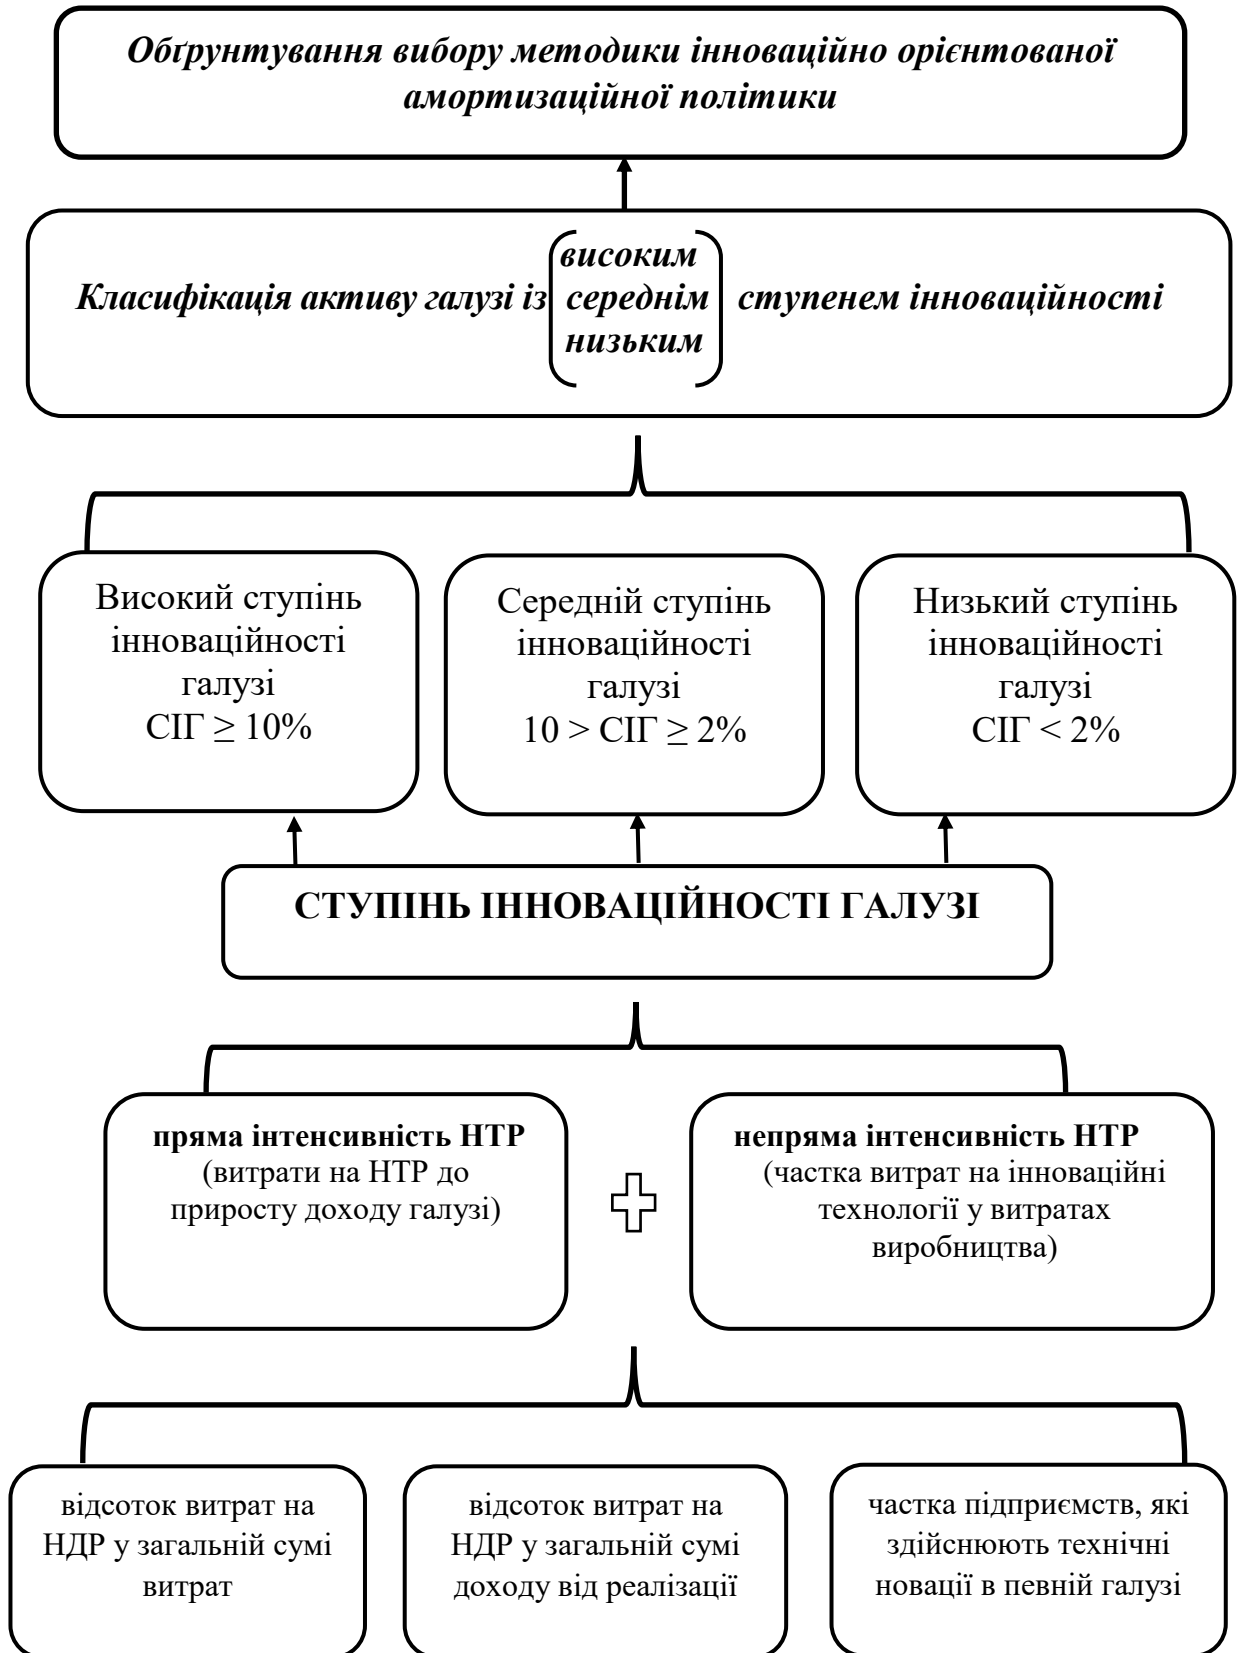 Обґрунтування вибору методики інноваційно орієнтованої
амортизаційної політики
високим
Класифікація активу галузі із середнім ступенем інноваційності
низьким
Високий ступінь
інноваційності
галузі
СІГ ≥ 10%
Середній ступінь
інноваційності
галузі
10 > СІГ ≥ 2%
Низький ступінь
інноваційності
галузі
СІГ < 2%
СТУПІНЬ ІННОВАЦІЙНОСТІ ГАЛУЗІ
пряма інтенсивність НТР
(витрати на НТР до
приросту доходу галузі)
непряма інтенсивність НТР
(частка витрат на інноваційні
технології у витратах
виробництва)
відсоток витрат на
НДР у загальній сумі
витрат
відсоток витрат на
НДР у загальній сумі
доходу від реалізації
частка підприємств, які
здійснюють технічні
новації в певній галузі